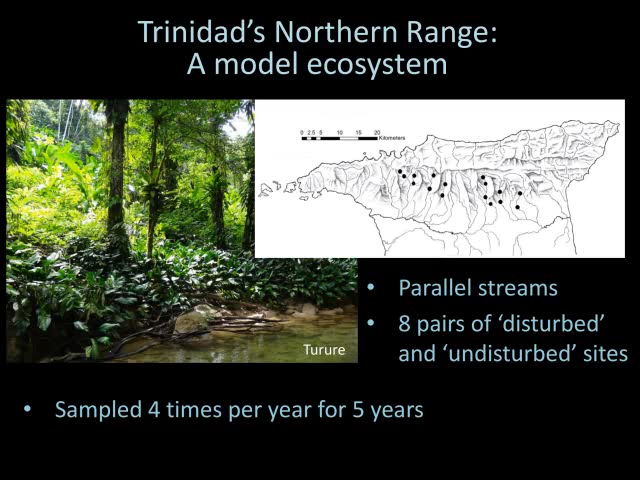 Trinidad’s Northern Range:
A model ecosystem
0 2.5 5 10 15 20
Kilometers
Turure
• Parallel streams
• 8 pairs of ‘disturbed’
and ‘undisturbed’ sites
• Sampled 4 times per year for 5 years